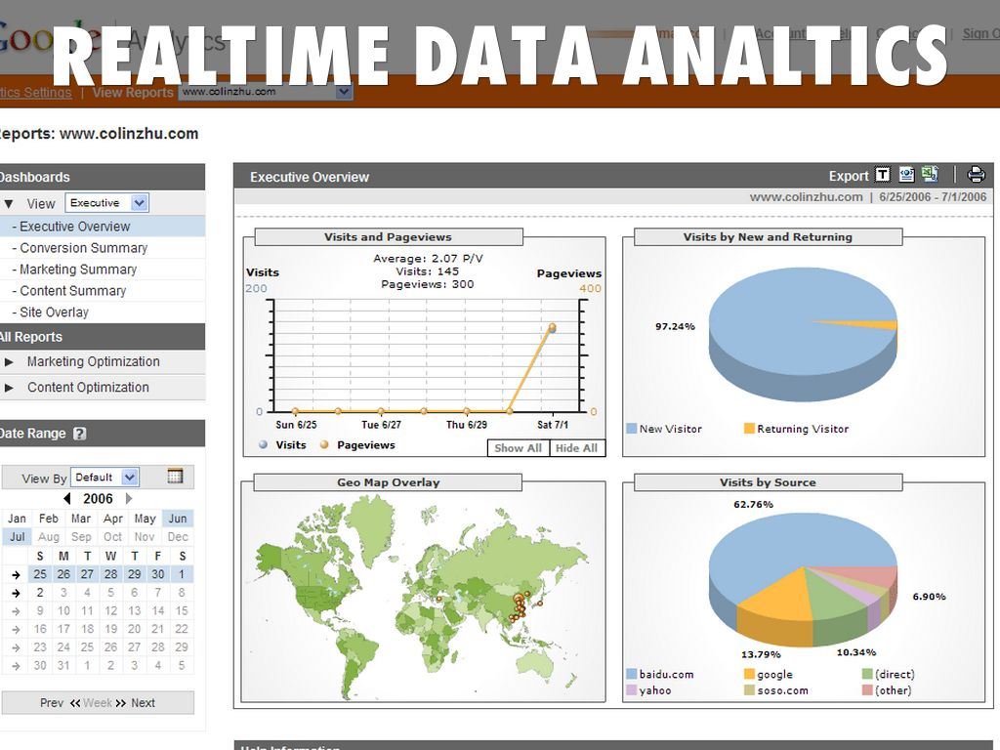 REALTIME DATA ANALTICS
Google Analytics
Sign O
tics Settings | View Reports www.colinzhu.com
eports: www.colinzhu.com
Dashboards
View Executive
- Executive Overview
- Conversion Summary
- Marketing Summary
- Content Summary
- Site Overlay
All Reports
Marketing Optimization
Content Optimization
Date Range ?
View By Default
2006
Jan Feb Mar Apr May Jun
Jul Aug Sep Oct Nov Dec
S M T W T F S
25 26 27 28 29 30 1
2 3 4 5 6 7 8
9 10 11 12 13 14 15
16 17 18 19 20 21 22
23 24 25 26 27 28 29
30 31 1 2 3 4 5
Prev Week Next
Executive Overview Export T
www.colinzhu.com | 6/25/2006 - 7/1/2006
Visits and Pageviews
Average: 2.07 P/V
Visits: 145
Pageviews: 300
Visits Pageviews
200 400
0 0
Sun 6/25 Tue 6/27 Thu 6/29 Sat 7/1
Visits Pageviews Show All Hide All
Visits by New and Returning
97.24%
New Visitor Returning Visitor
Geo Map Overlay
Visits by Source
62.76%
6.90%
13.79% 10.34%
baidu.com google (direct)
yahoo soso.com (other)